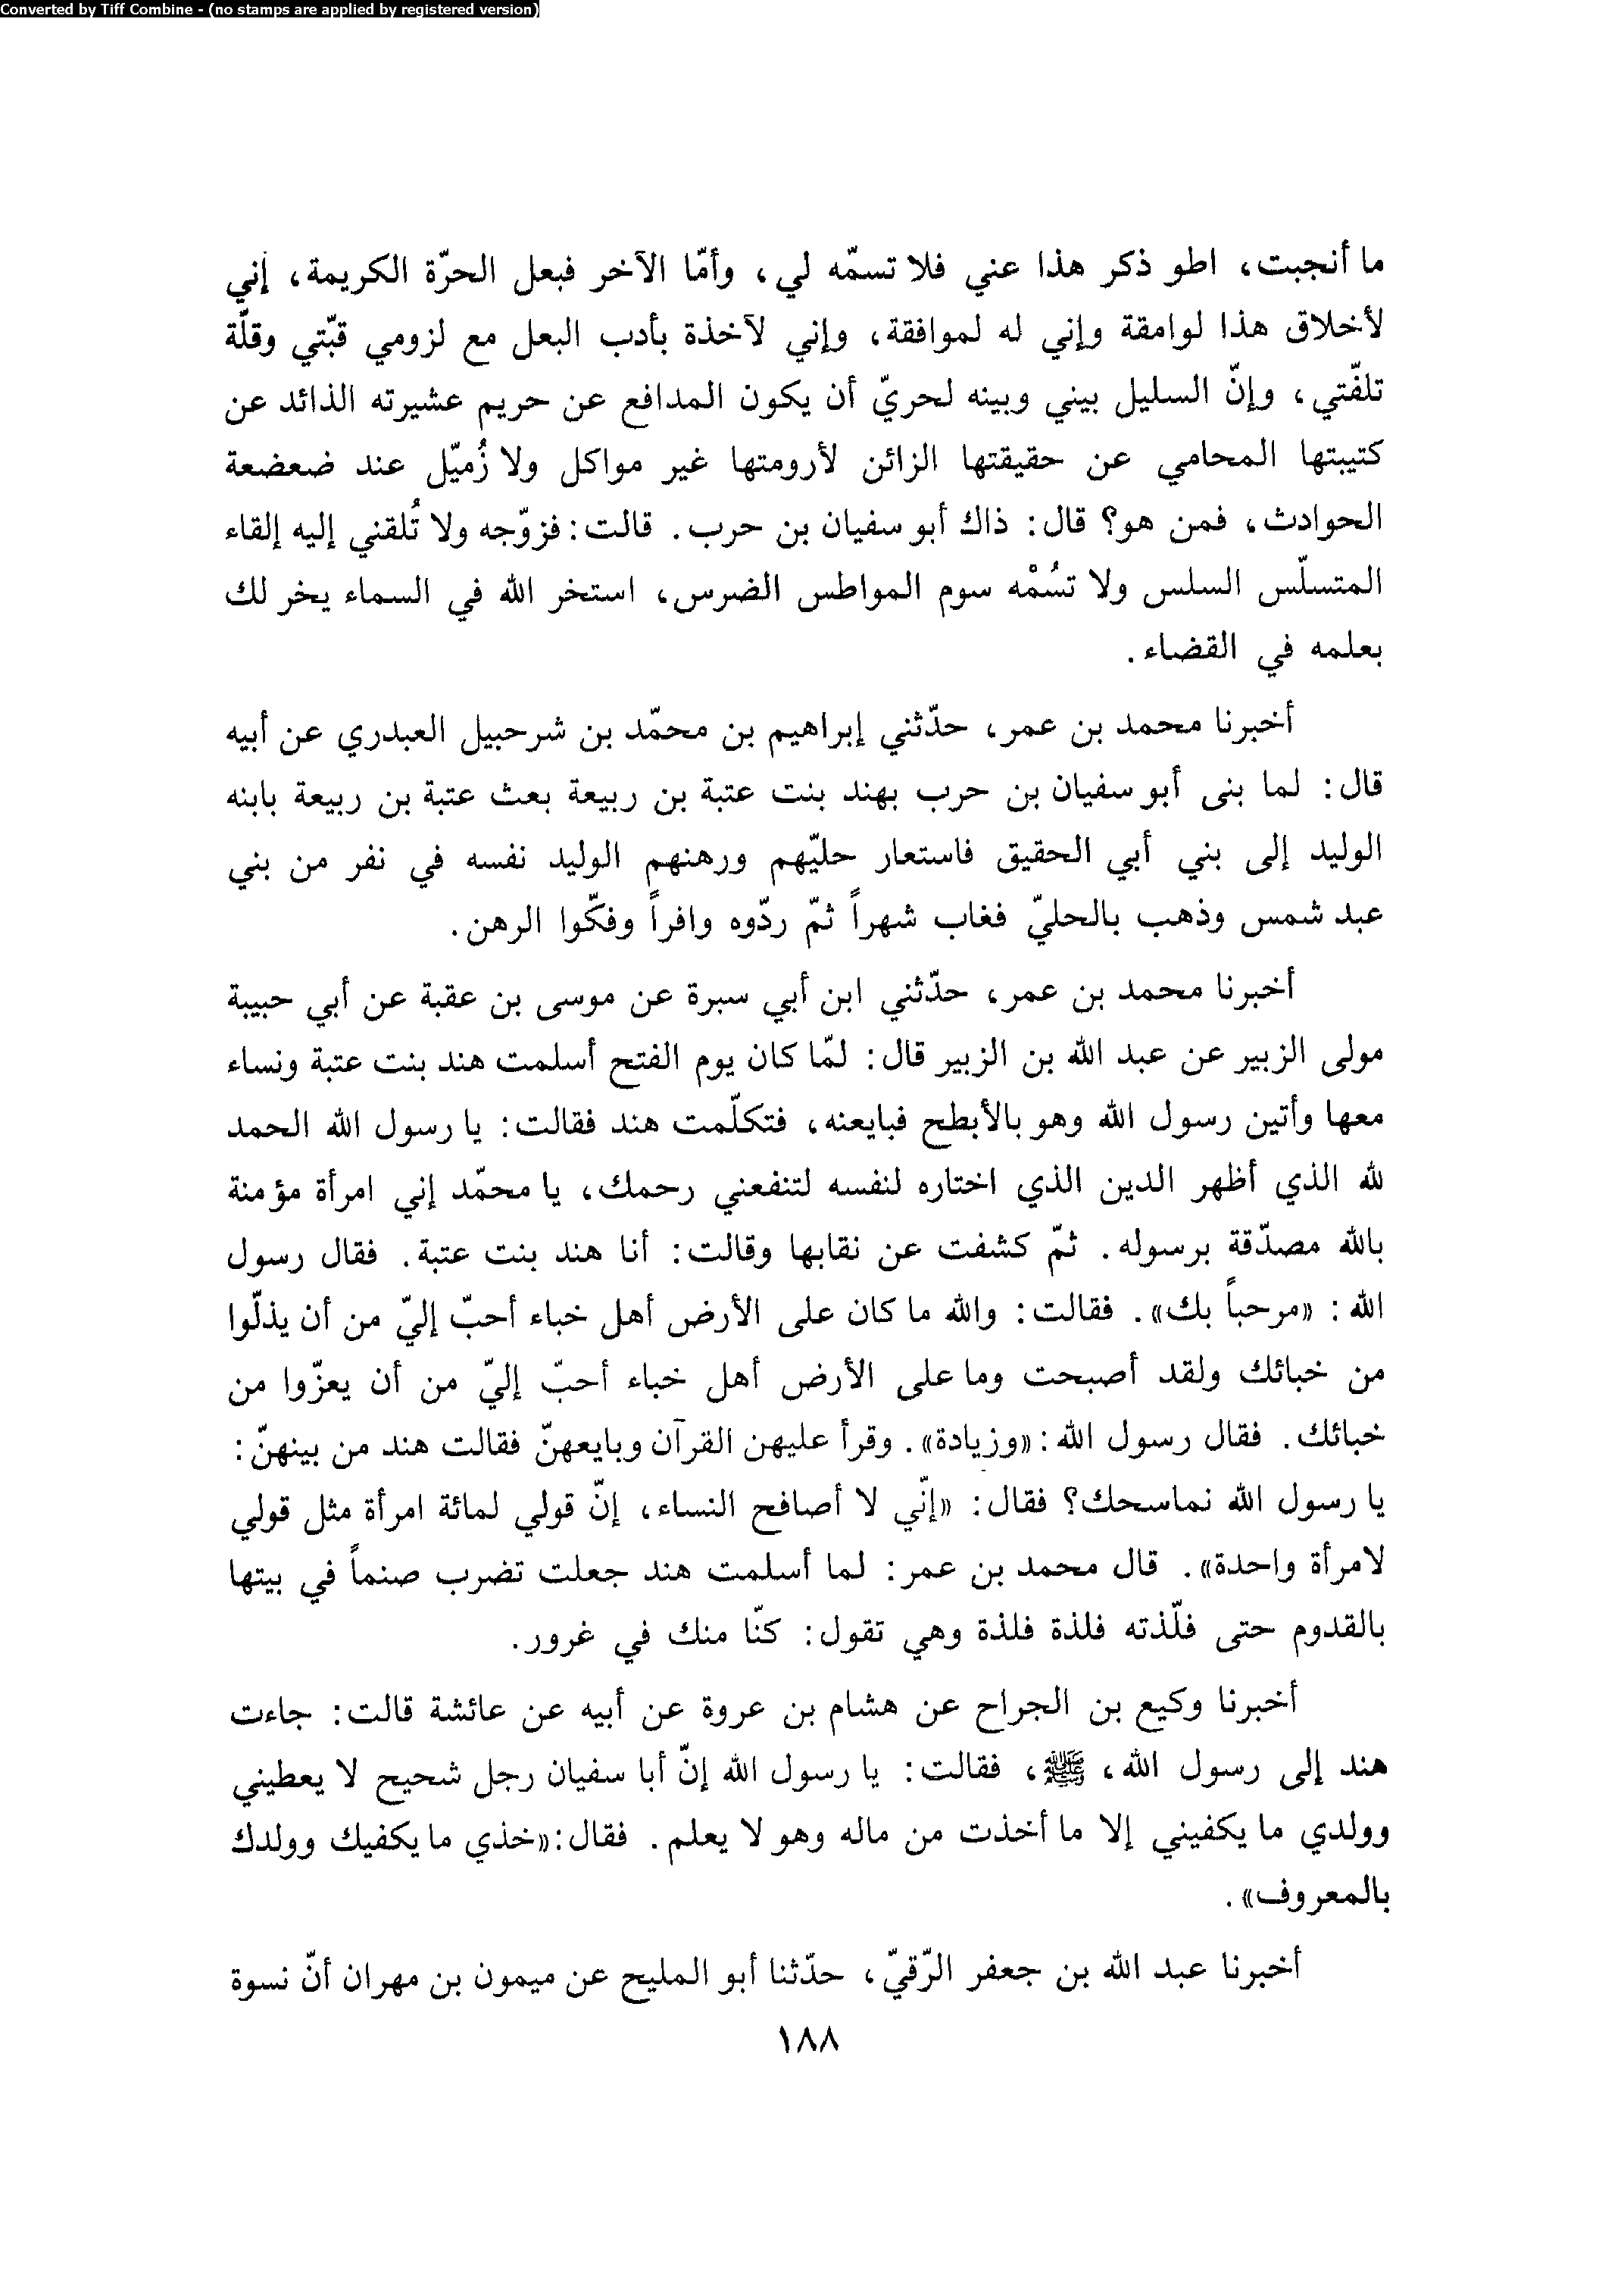 Converted by Tiff Combine - (no stamps are applied by registered version)
ما أنجبت، اطو ذكر هذا عني فلا تسمّه لي، وأمّا الآخر فبعل الحرّة الكريمة، إني
لأخلاق هذا لوامقة وإني له لموافقة، وإني لآخذة بأدب البعل مع لزومي قبّتي وقلّة
تلفّتي، وإنّ السليل بيني وبينه لحريّ أن يكون المدافع عن حريم عشيرته الذائد عن
كتيبتها المحامي عن حقيقتها الزائن لأرومتها غير مواكل ولا زُميّل عند ضعضعة
الحوادث، فمن هو؟ قال: ذاك أبو سفيان بن حرب. قالت: فزوّجه ولا تُلقني إليه إلقاء
المتسلّس السلس ولا تسُمْه سوم المواطس الضرس، استخر الله في السماء يخر لك
بعلمه في القضاء.
أخبرنا محمد بن عمر، حدّثني إبراهيم بن محمّد بن شرحبيل العبدري عن أبيه
قال: لما بنى أبو سفيان بن حرب بهند بنت عتبة بن ربيعة بعث عتبة بن ربيعة بابنه
الوليد إلى بني أبي الحقيق فاستعار حليّهم ورهنهم الوليد نفسه في نفر من بني
عبد شمس وذهب بالحليّ فغاب شهراً ثمّ ردّوه وافراً وفكّوا الرهن.
أخبرنا محمد بن عمر، حدّثني ابن أبي سبرة عن موسى بن عقبة عن أبي حبيبة
مولى الزبير عن عبد الله بن الزبير قال: لمّا كان يوم الفتح أسلمت هند بنت عتبة ونساء
معها وأتين رسول الله وهو بالأبطح فبايعنه، فتكلّمت هند فقالت: يا رسول الله الحمد
لله الذي أظهر الدين الذي اختاره لنفسه لتنفعني رحمك، يا محمّد إني امرأة مؤمنة
بالله مصدّقة برسوله. ثمّ كشفت عن نقابها وقالت: أنا هند بنت عتبة. فقال رسول
الله: «مرحباً بك». فقالت: والله ما كان على الأرض أهل خباء أحبّ إليّ من أن يذلّوا
من خبائك ولقد أصبحت وما على الأرض أهل خباء أحبّ إليّ من أن يعزّوا من
خبائك. فقال رسول الله: «وزيادة». وقرأ عليهن القرآن وبايعهنّ فقالت هند من بينهنّ:
يا رسول الله نماسحك؟ فقال: «إنّي لا أصافح النساء، إنّ قولي لمائة امرأة مثل قولي
لامرأة واحدة». قال محمد بن عمر: لما أسلمت هند جعلت تضرب صنماً في بيتها
بالقدوم حتى فلّذته فلذة فلذة وهي تقول: كنّا منك في غرور.
أخبرنا وكيع بن الجراح عن هشام بن عروة عن أبيه عن عائشة قالت: جاءت
هند إلى رسول الله، ﷺ، فقالت: يا رسول الله إنّ أبا سفيان رجل شحيح لا يعطيني
وولدي ما يكفيني إلا ما أخذت من ماله وهو لا يعلم. فقال: «خذي ما يكفيك وولدك
بالمعروف».
أخبرنا عبد الله بن جعفر الرّقيّ، حدّثنا أبو المليح عن ميمون بن مهران أنّ نسوة
١٨٨